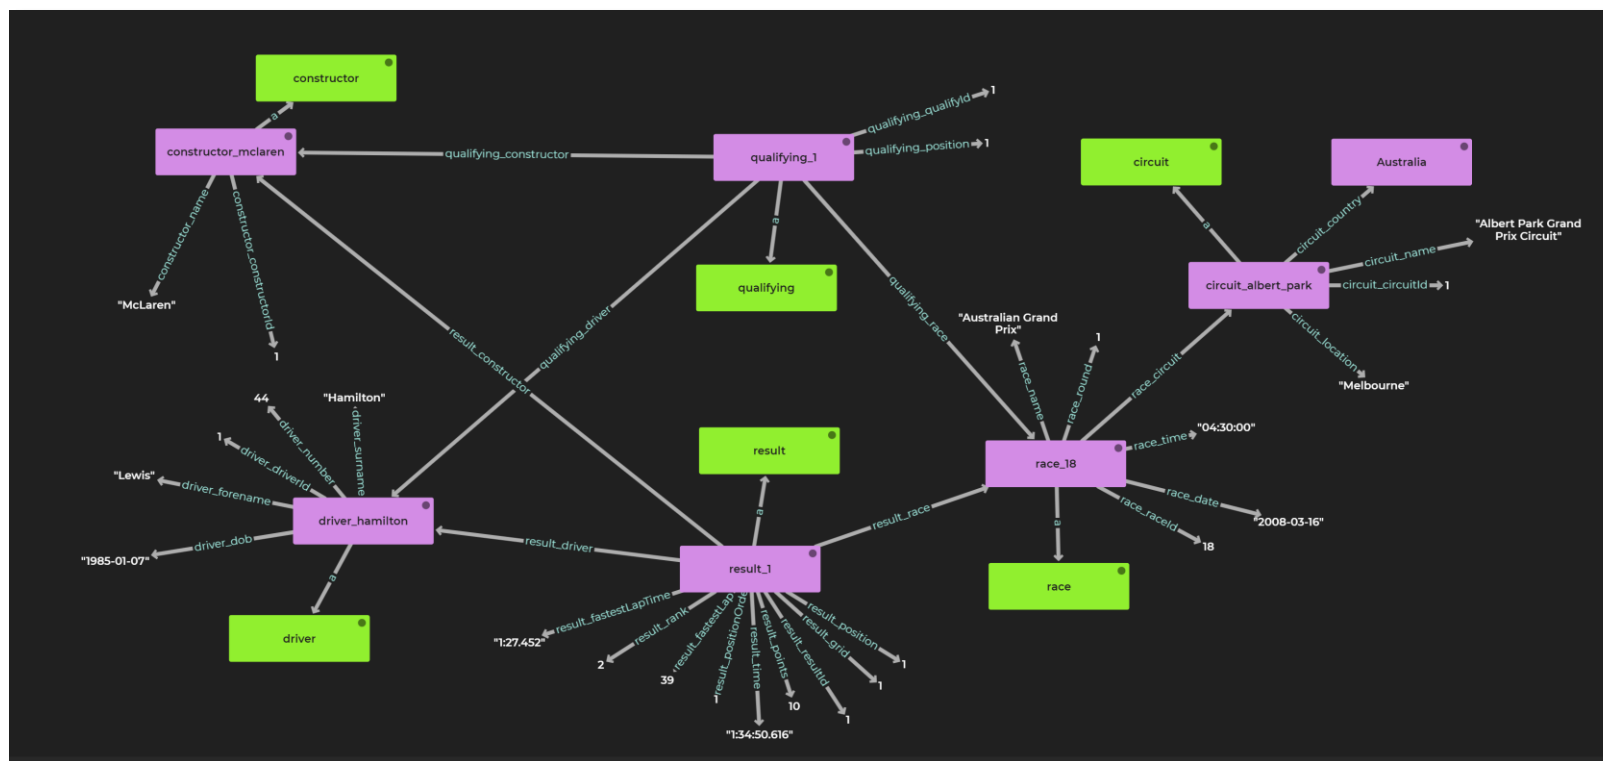 constructor
a
constructor_mclaren
qualifying_constructor
qualifying_1
qualifying_qualifyId
1
qualifying_position
1
circuit
Australia
constructor_name
constructor_constructorId
a
a
circuit_country
"Albert Park Grand
Prix Circuit"
circuit_name
circuit_albert_park
circuit_circuitId
1
qualifying
"McLaren"
1
qualifying_race
"Australian Grand
Prix"
1
circuit_location
"Melbourne"
result_constructor
qualifying_driver
race_name
race_round
race_circuit
44
"Hamilton"
driver_number
driver_surname
1
driver_driverId
"Lewis"
driver_forename
driver_hamilton
driver_dob
"1985-01-07"
a
driver
result
a
result_driver
result_race
result_1
race_18
race_time
"04:30:00"
race_date
"2008-03-16"
race_raceId
18
a
race
result_fastestLapTime
"1:27.452"
result_rank
2
result_fastestLap
39
result_positionOrde
1
result_time
"1:34:50.616"
result_points
10
result_resultId
1
result_grid
1
result_position
1